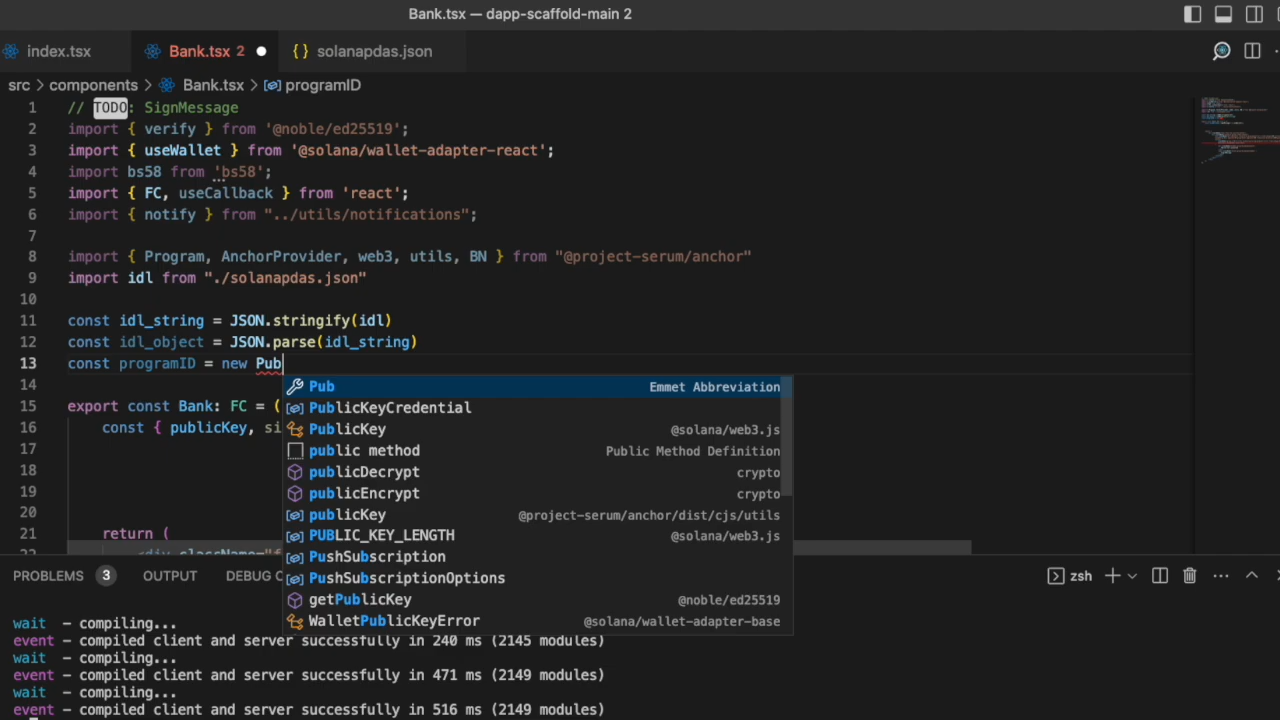 Bank.tsx — dapp-scaffold-main 2
index.tsx
Bank.tsx 2
solanapdas.json
src > components > Bank.tsx > programID
1 // TODO: SignMessage
2 import { verify } from '@noble/ed25519';
3 import { useWallet } from '@solana/wallet-adapter-react';
4 import bs58 from 'bs58';
5 import { FC, useCallback } from 'react';
6 import { notify } from "../utils/notifications";
7
8 import { Program, AnchorProvider, web3, utils, BN } from "@project-serum/anchor"
9 import idl from "./solanapdas.json"
10
11 const idl_string = JSON.stringify(idl)
12 const idl_object = JSON.parse(idl_string)
13 const programID = new Pub
14
15 export const Bank: FC = (
16 const { publicKey, si
17
18
19
20
21 return (
Pub Emmet Abbreviation
PublicKeyCredential
PublicKey @solana/web3.js
public method Public Method Definition
publicDecrypt crypto
publicEncrypt crypto
publicKey @project-serum/anchor/dist/cjs/utils
PUBLIC_KEY_LENGTH @solana/web3.js
PushSubscription
PushSubscriptionOptions
getPublicKey @noble/ed25519
WalletPublicKeyError @solana/wallet-adapter-base
PROBLEMS 3 OUTPUT DEBUG C
zsh
wait - compiling...
event - compiled client and server successfully in 240 ms (2145 modules)
wait - compiling...
event - compiled client and server successfully in 471 ms (2149 modules)
wait - compiling...
event - compiled client and server successfully in 516 ms (2149 modules)